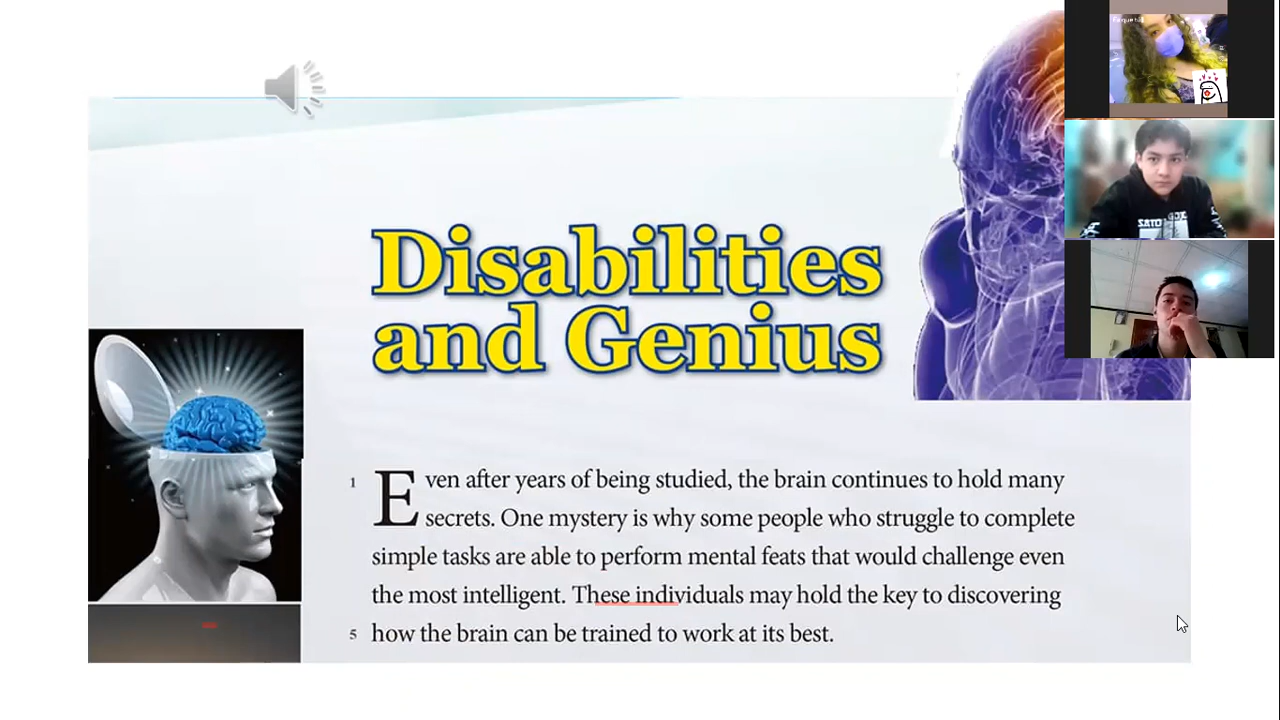 Disabilities
and Genius
1 Even after years of being studied, the brain continues to hold many
secrets. One mystery is why some people who struggle to complete
simple tasks are able to perform mental feats that would challenge even
the most intelligent. These individuals may hold the key to discovering
5 how the brain can be trained to work at its best.